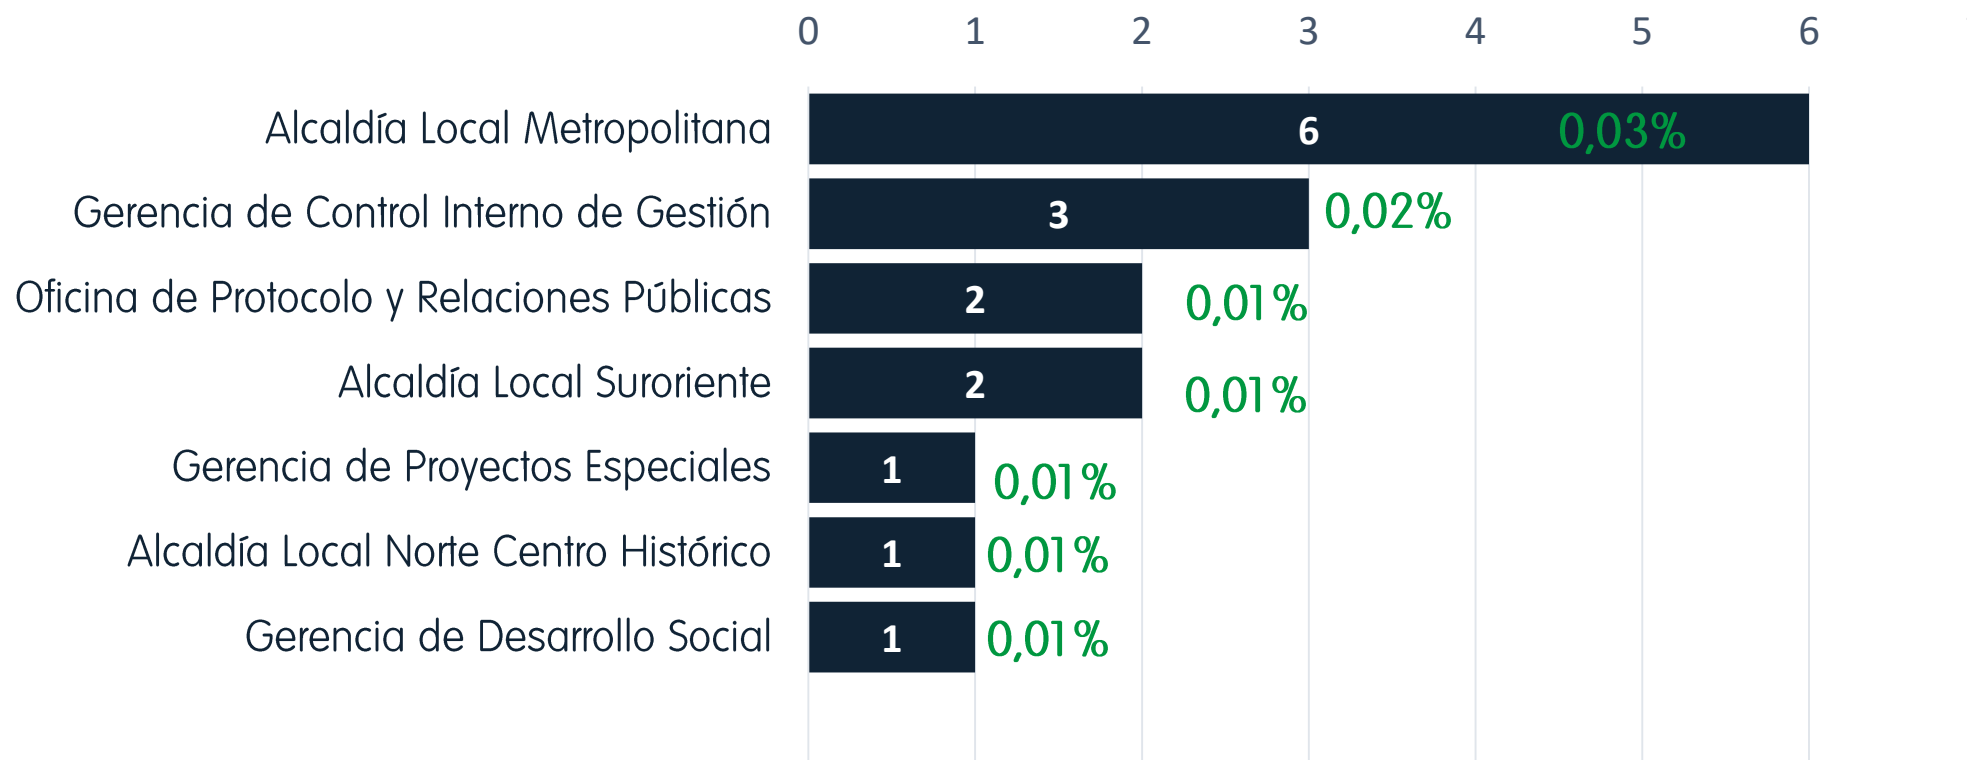 0 1 2 3 4 5 6
Alcaldía Local Metropolitana 6 0,03%
Gerencia de Control Interno de Gestión 3 0,02%
Oficina de Protocolo y Relaciones Públicas 2 0,01%
Alcaldía Local Suroriente 2 0,01%
Gerencia de Proyectos Especiales 1 0,01%
Alcaldía Local Norte Centro Histórico 1 0,01%
Gerencia de Desarrollo Social 1 0,01%